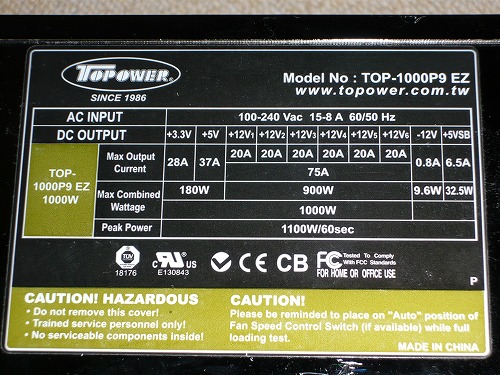 TOPOWER®
SINCE 1986
Model No : TOP-1000P9 EZ
www.topower.com.tw
AC INPUT 100-240 Vac 15-8 A 60/50 Hz
DC OUTPUT +3.3V +5V +12V1 +12V2 +12V3 +12V4 +12V5 +12V6 -12V +5VSB
TOP-
1000P9 EZ
1000W
Max Output
Current
28A 37A 20A 20A 20A 20A 20A 20A 0.8A 6.5A
75A
Max Combined
Wattage
180W 900W 9.6W 32.5W
1000W
Peak Power 1100W/60sec
TÜV
18176
C UL US
E130843
CE CB FC Tested To Comply
With FCC Standards
FOR HOME OR OFFICE USE
P
CAUTION! HAZARDOUS
• Do not remove this cover!
• Trained service personnel only!
• No serviceable components inside!
CAUTION!
Please be reminded to place on "Auto" position of
Fan Speed Control Switch (if available) while full
loading test.
MADE IN CHINA